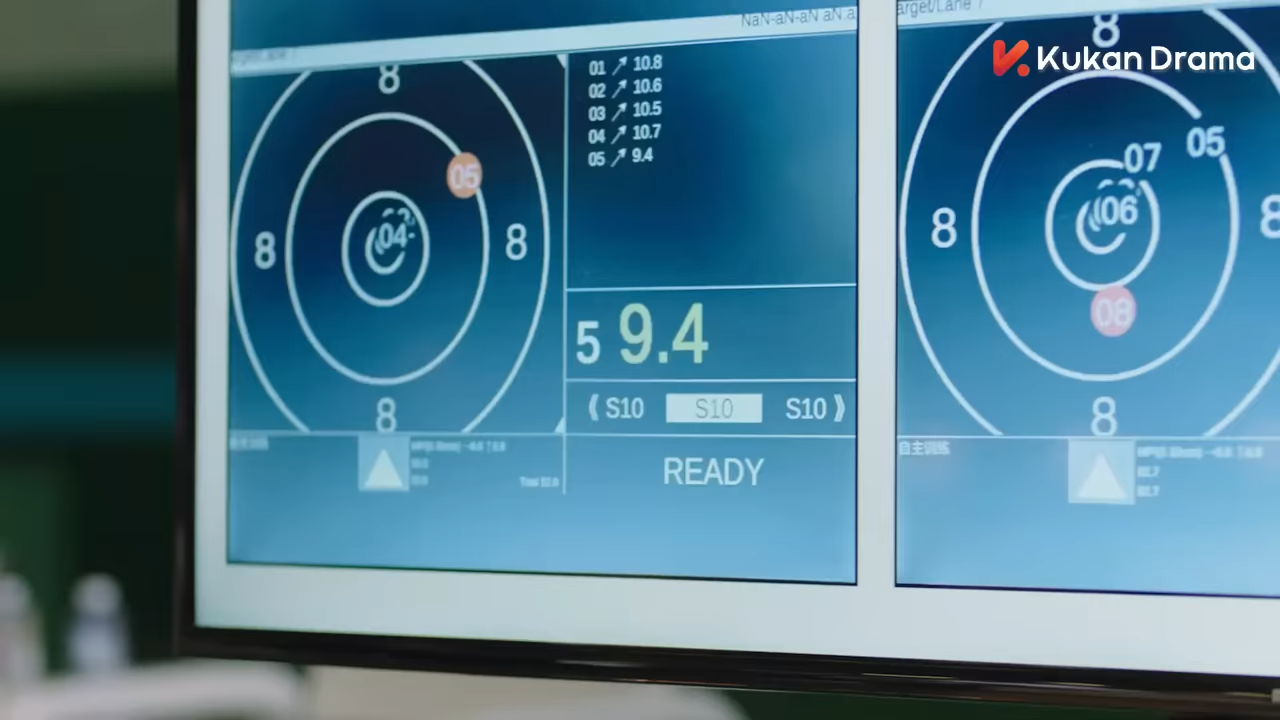 NaN-aN-aN aN:a
arget/Lane 7
Kukan Drama
8
8
8
8
05
04
01 ↗ 10.8
02 ↗ 10.6
03 ↗ 10.5
04 ↗ 10.7
05 ↗ 9.4
5 9.4
⟨ S10 S10 S10 ⟩
READY
8
8
8
8
07
05
06
08
自主训练